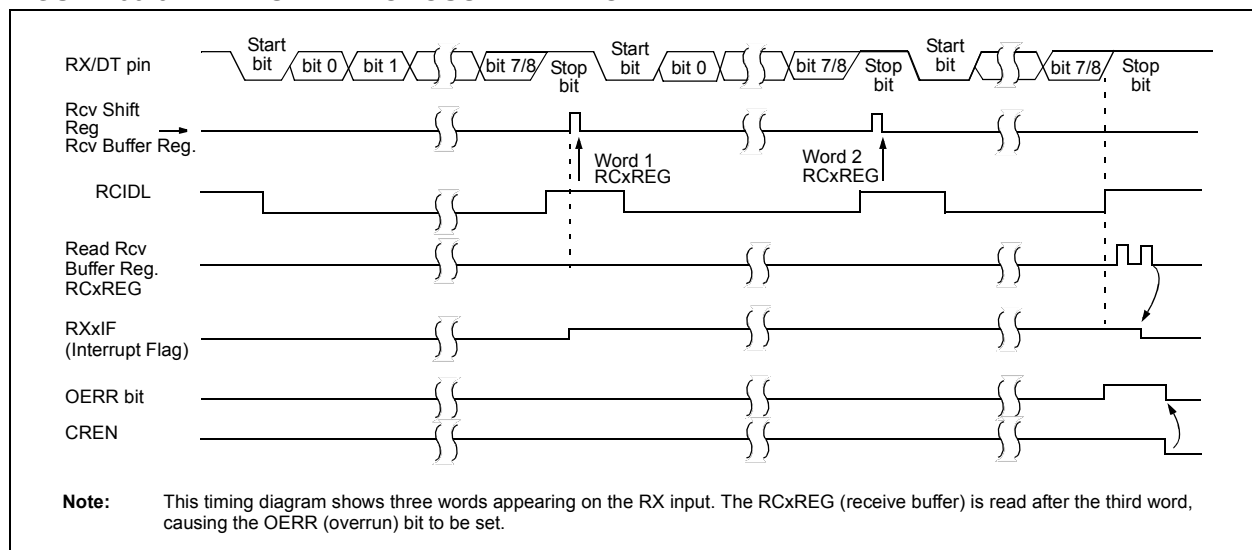 Start bit
Start bit
Start bit
RX/DT pin
bit 0
bit 1
bit 7/8
Stop bit
bit 0
bit 7/8
Stop bit
bit 7/8
Stop bit
Rcv Shift
Reg
Rcv Buffer Reg.
Word 1
RCxREG
Word 2
RCxREG
RCIDL
Read Rcv
Buffer Reg.
RCxREG
RXxIF
(Interrupt Flag)
OERR bit
CREN
Note: This timing diagram shows three words appearing on the RX input. The RCxREG (receive buffer) is read after the third word,
causing the OERR (overrun) bit to be set.